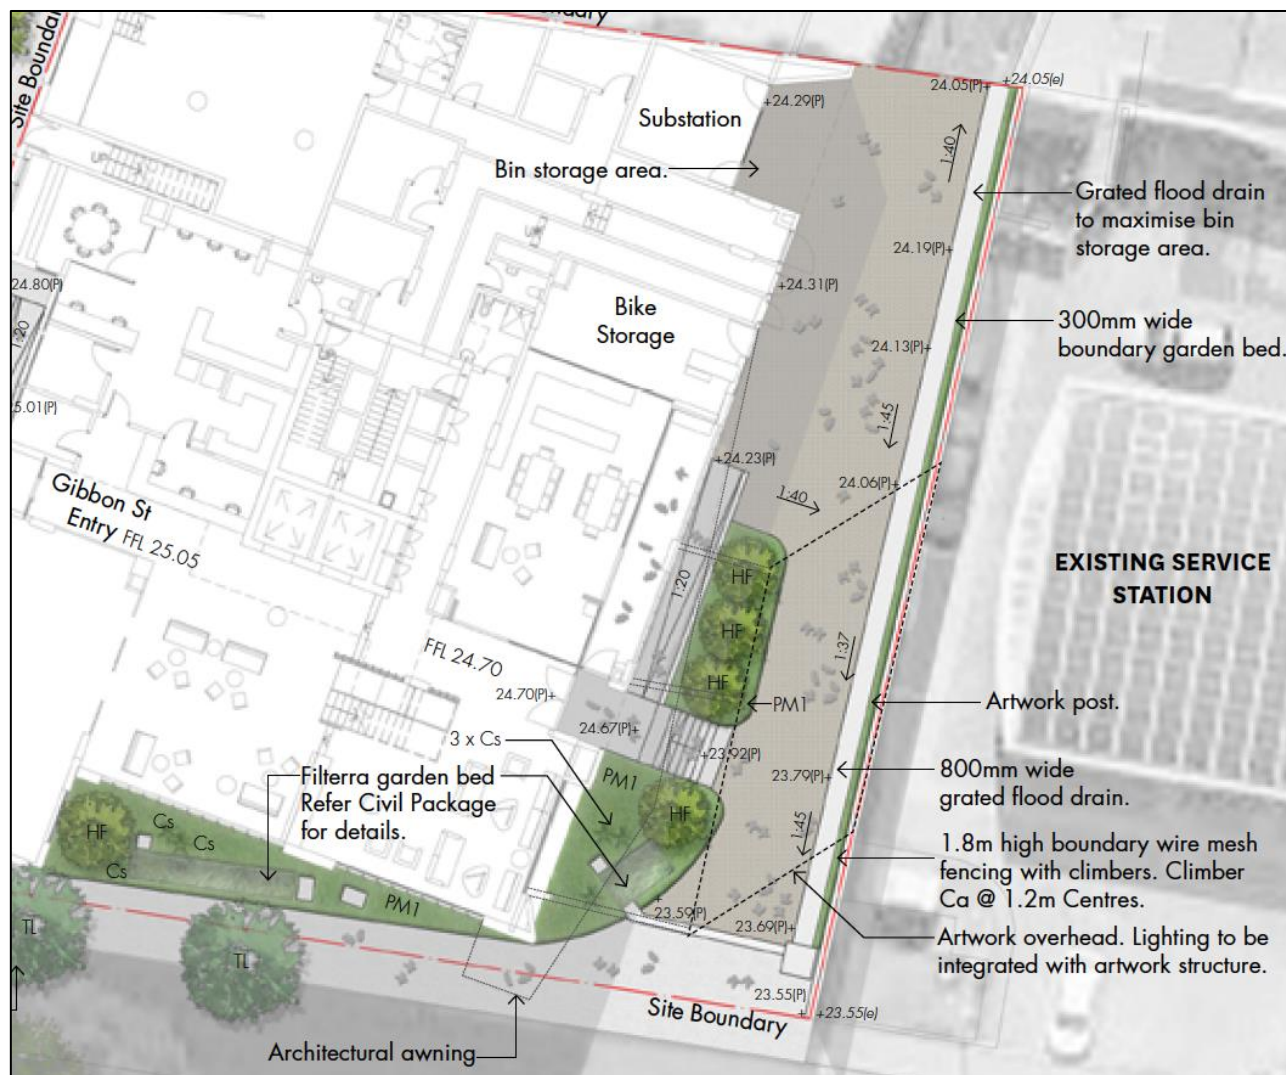 Boundary
Site Boundary
24.05(P)+
+24.05(e)
+24.29(P)
Substation
1:40
Bin storage area.
Grated flood drain
to maximise bin
storage area.
UP
24.19(P)+
24.80(P)
+24.31(P)
Bike
Storage
300mm wide
boundary garden bed.
1:20
24.13(P)+
5.01(P)
1:45
+24.23(P)
24.06(P)+
1:40
Gibbon St
Entry FFL 25.05
EXISTING SERVICE
STATION
HF
1:20
HF
1:37
FFL 24.70
HF
24.70(P)+
PM1
Artwork post.
24.67(P)+
3 x Cs
+23.92(P)
PM1
Filterra garden bed
Refer Civil Package
for details.
23.79(P)+
800mm wide
grated flood drain.
HF
Cs
HF
Cs
1:45
1.8m high boundary wire mesh
fencing with climbers. Climber
Ca @ 1.2m Centres.
Cs
PM1
+23.59(P)
23.69(P)+
Artwork overhead. Lighting to be
integrated with artwork structure.
TL
TL
23.55(P)
+
Site Boundary
+23.55(e)
Architectural awning